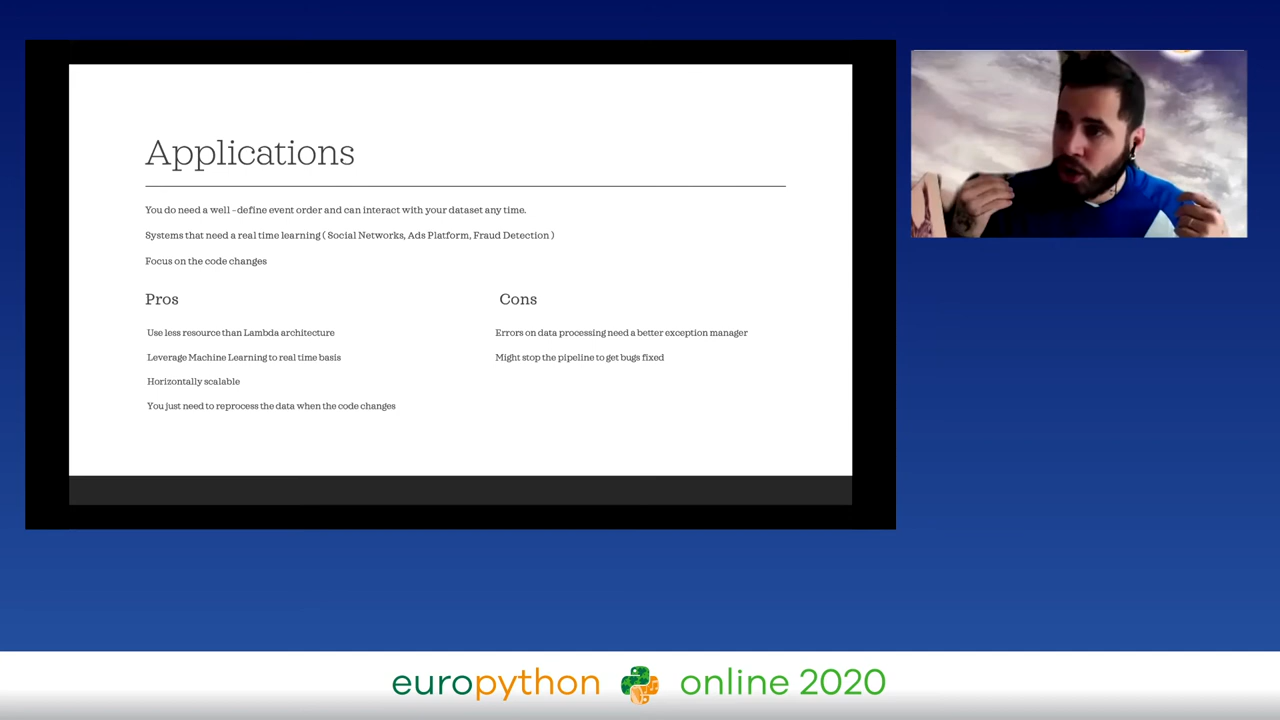 Applications
You do need a well -define event order and can interact with your dataset any time.
Systems that need a real time learning ( Social Networks, Ads Platform, Fraud Detection )
Focus on the code changes
Pros
Use less resource than Lambda architecture
Leverage Machine Learning to real time basis
Horizontally scalable
You just need to reprocess the data when the code changes
Cons
Errors on data processing need a better exception manager
Might stop the pipeline to get bugs fixed
europython online 2020